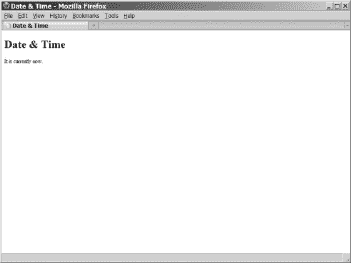 Date & Time - Mozilla Firefox
File Edit View History Bookmarks Tools Help
Date & Time
Date & Time
It is currently now: